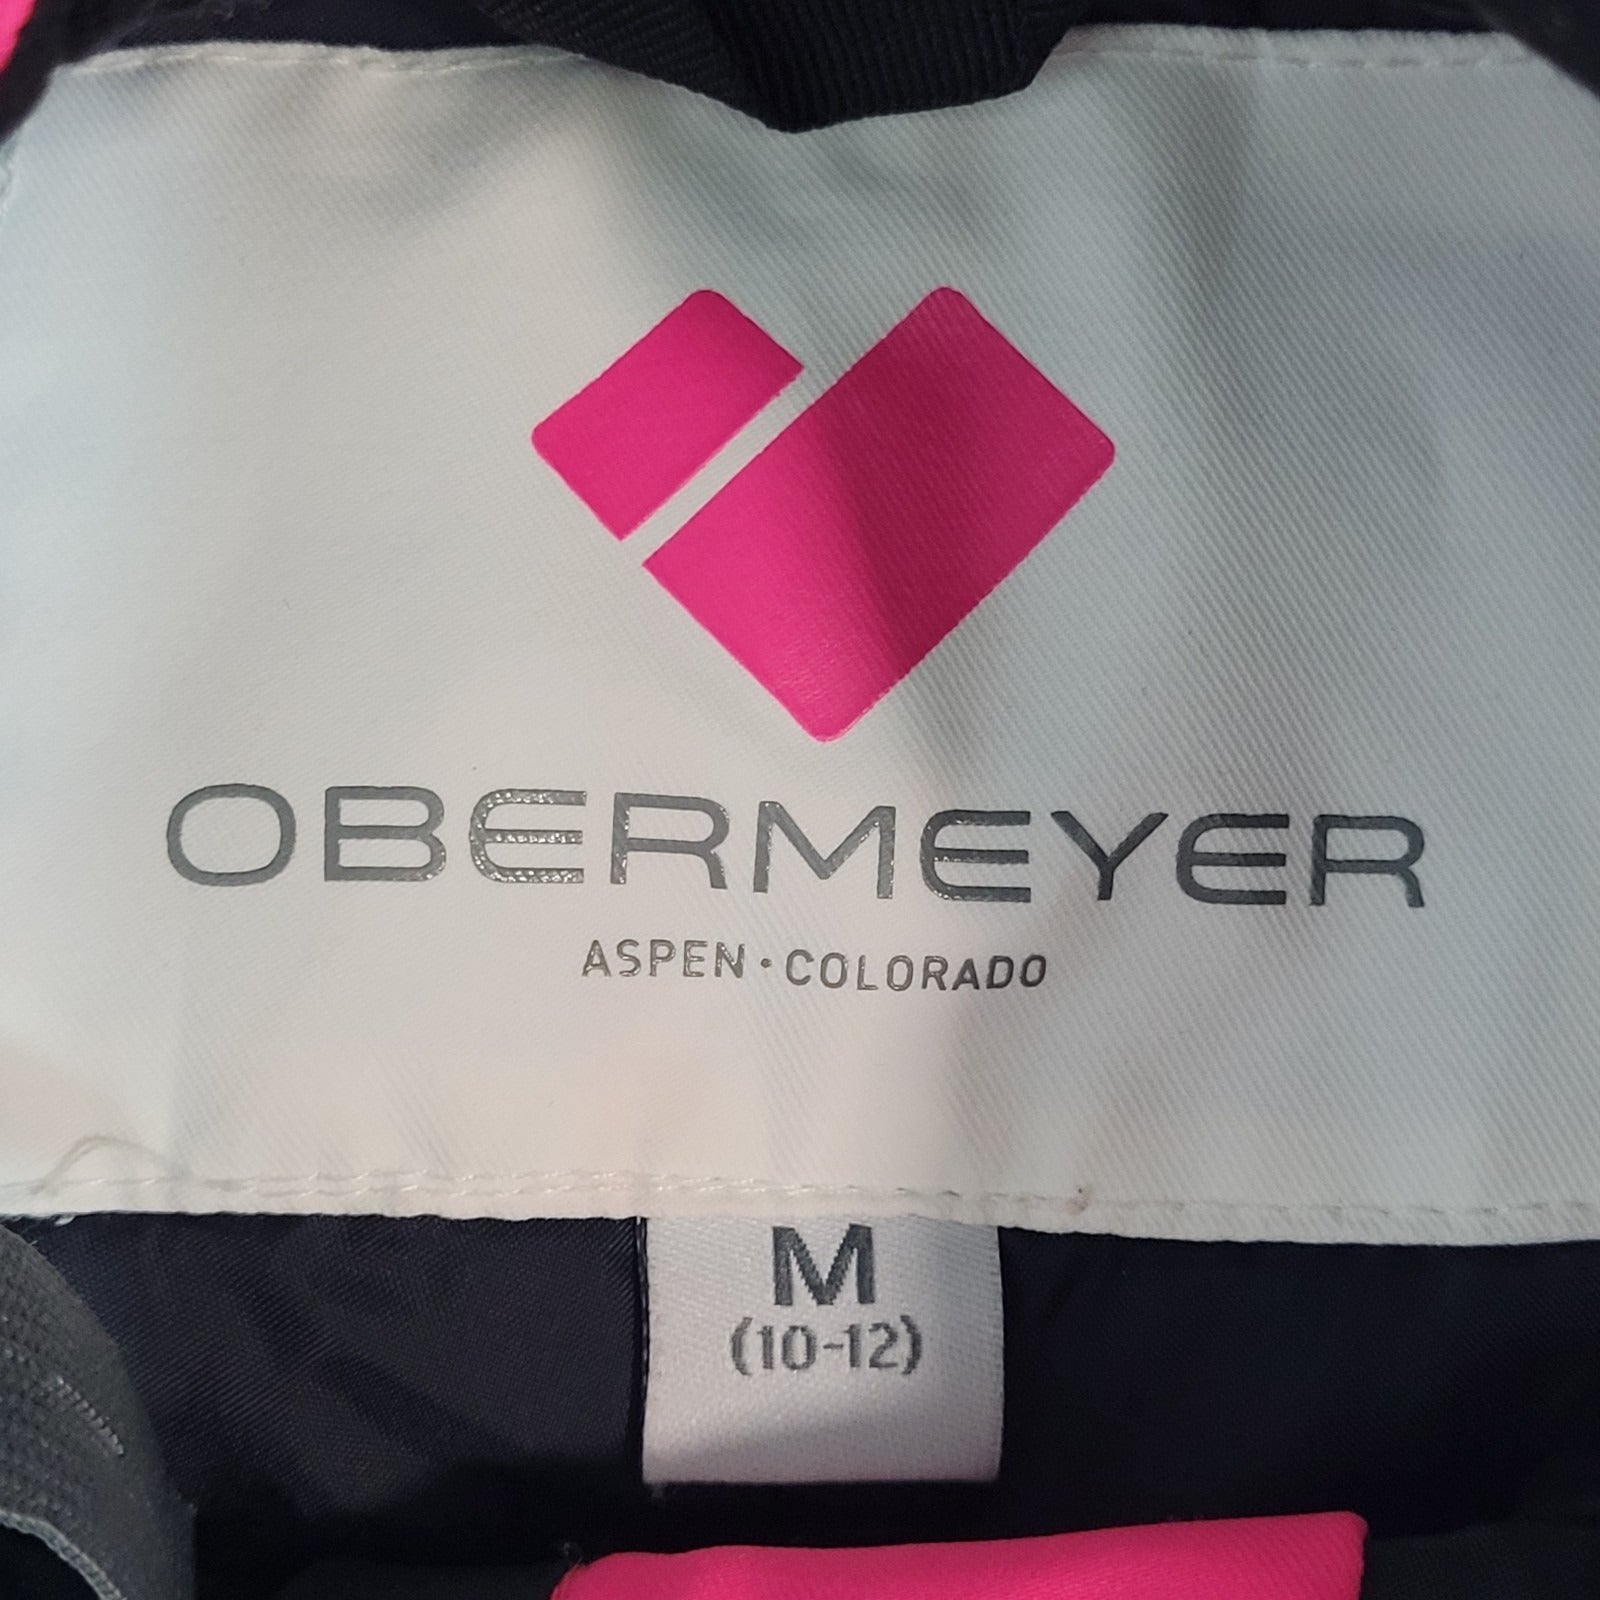 OBERMEYER
ASPEN · COLORADO
M
(10-12)